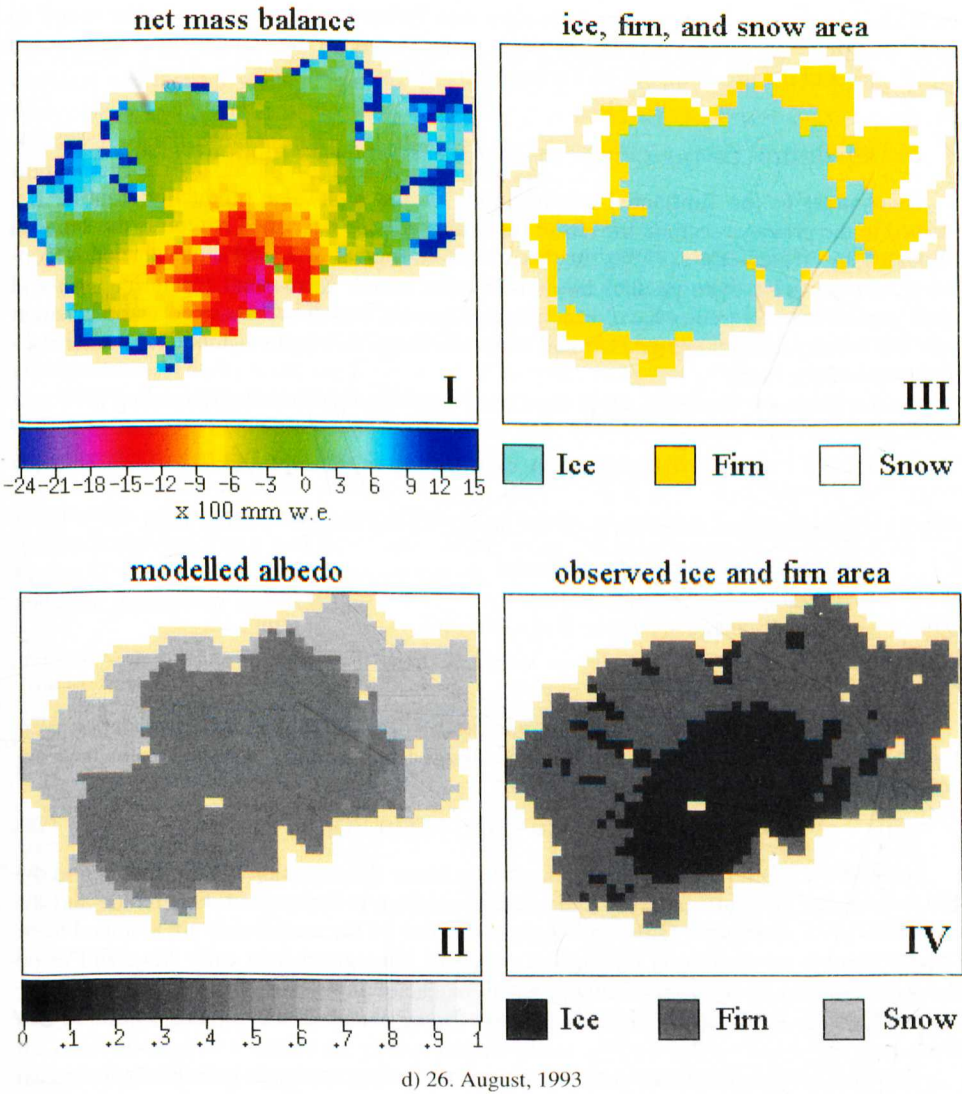 net mass balance
ice, firn, and snow area
I
III
-24 -21 -18 -15 -12 -9 -6 -3 0 3 6 9 12 15
x 100 mm w.e.
Ice
Firn
Snow
modelled albedo
observed ice and firn area
II
IV
0 .1 .2 .3 .4 .5 .6 .7 .8 .9 1
Ice
Firn
Snow
d) 26. August, 1993